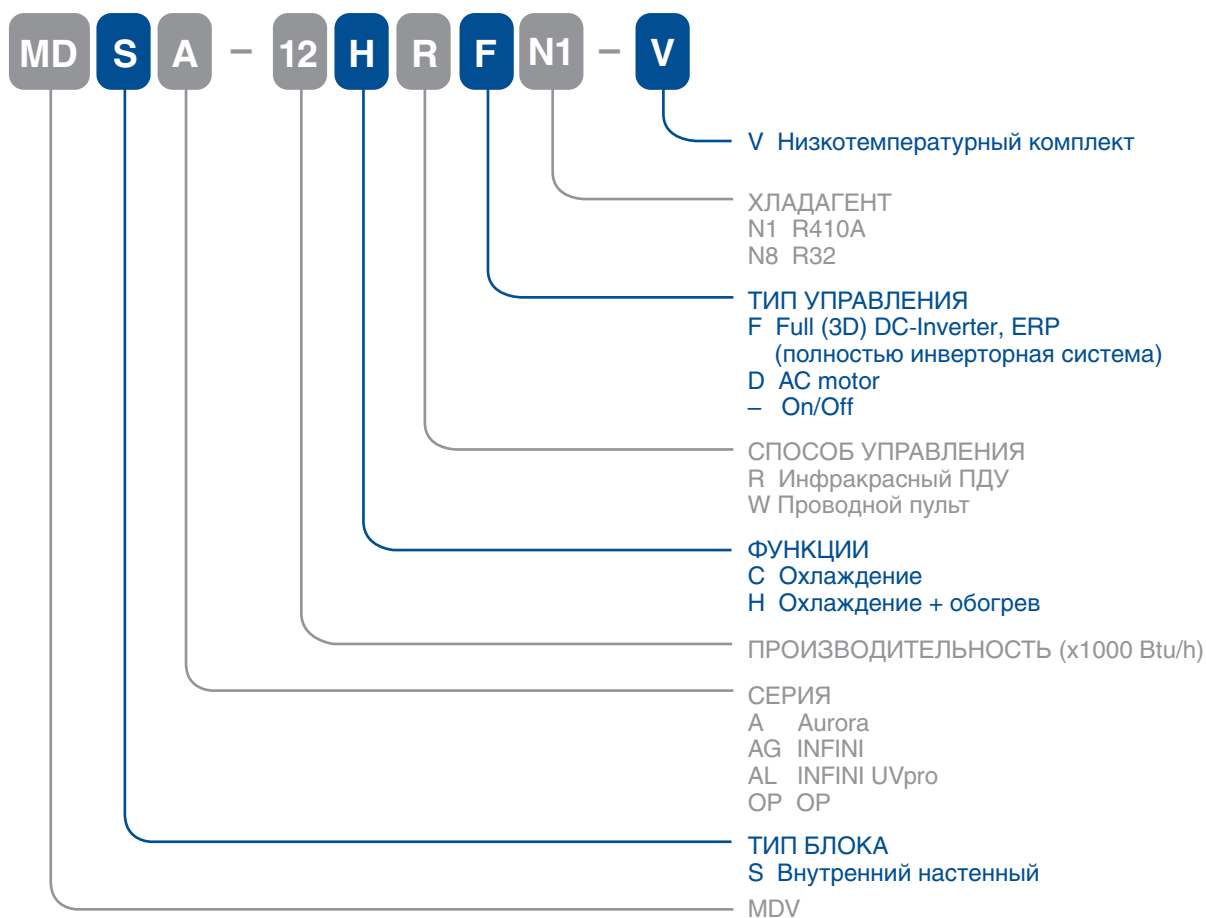 MD S A – 12 H R F N1 – V
V Низкотемпературный комплект
ХЛАДАГЕНТ
N1 R410A
N8 R32
ТИП УПРАВЛЕНИЯ
F Full (3D) DC-Inverter, ERP
(полностью инверторная система)
D AC motor
– On/Off
СПОСОБ УПРАВЛЕНИЯ
R Инфракрасный ПДУ
W Проводной пульт
ФУНКЦИИ
C Охлаждение
H Охлаждение + обогрев
ПРОИЗВОДИТЕЛЬНОСТЬ (x1000 Btu/h)
СЕРИЯ
A Aurora
AG INFINI
AL INFINI UVpro
OP OP
ТИП БЛОКА
S Внутренний настенный
MDV